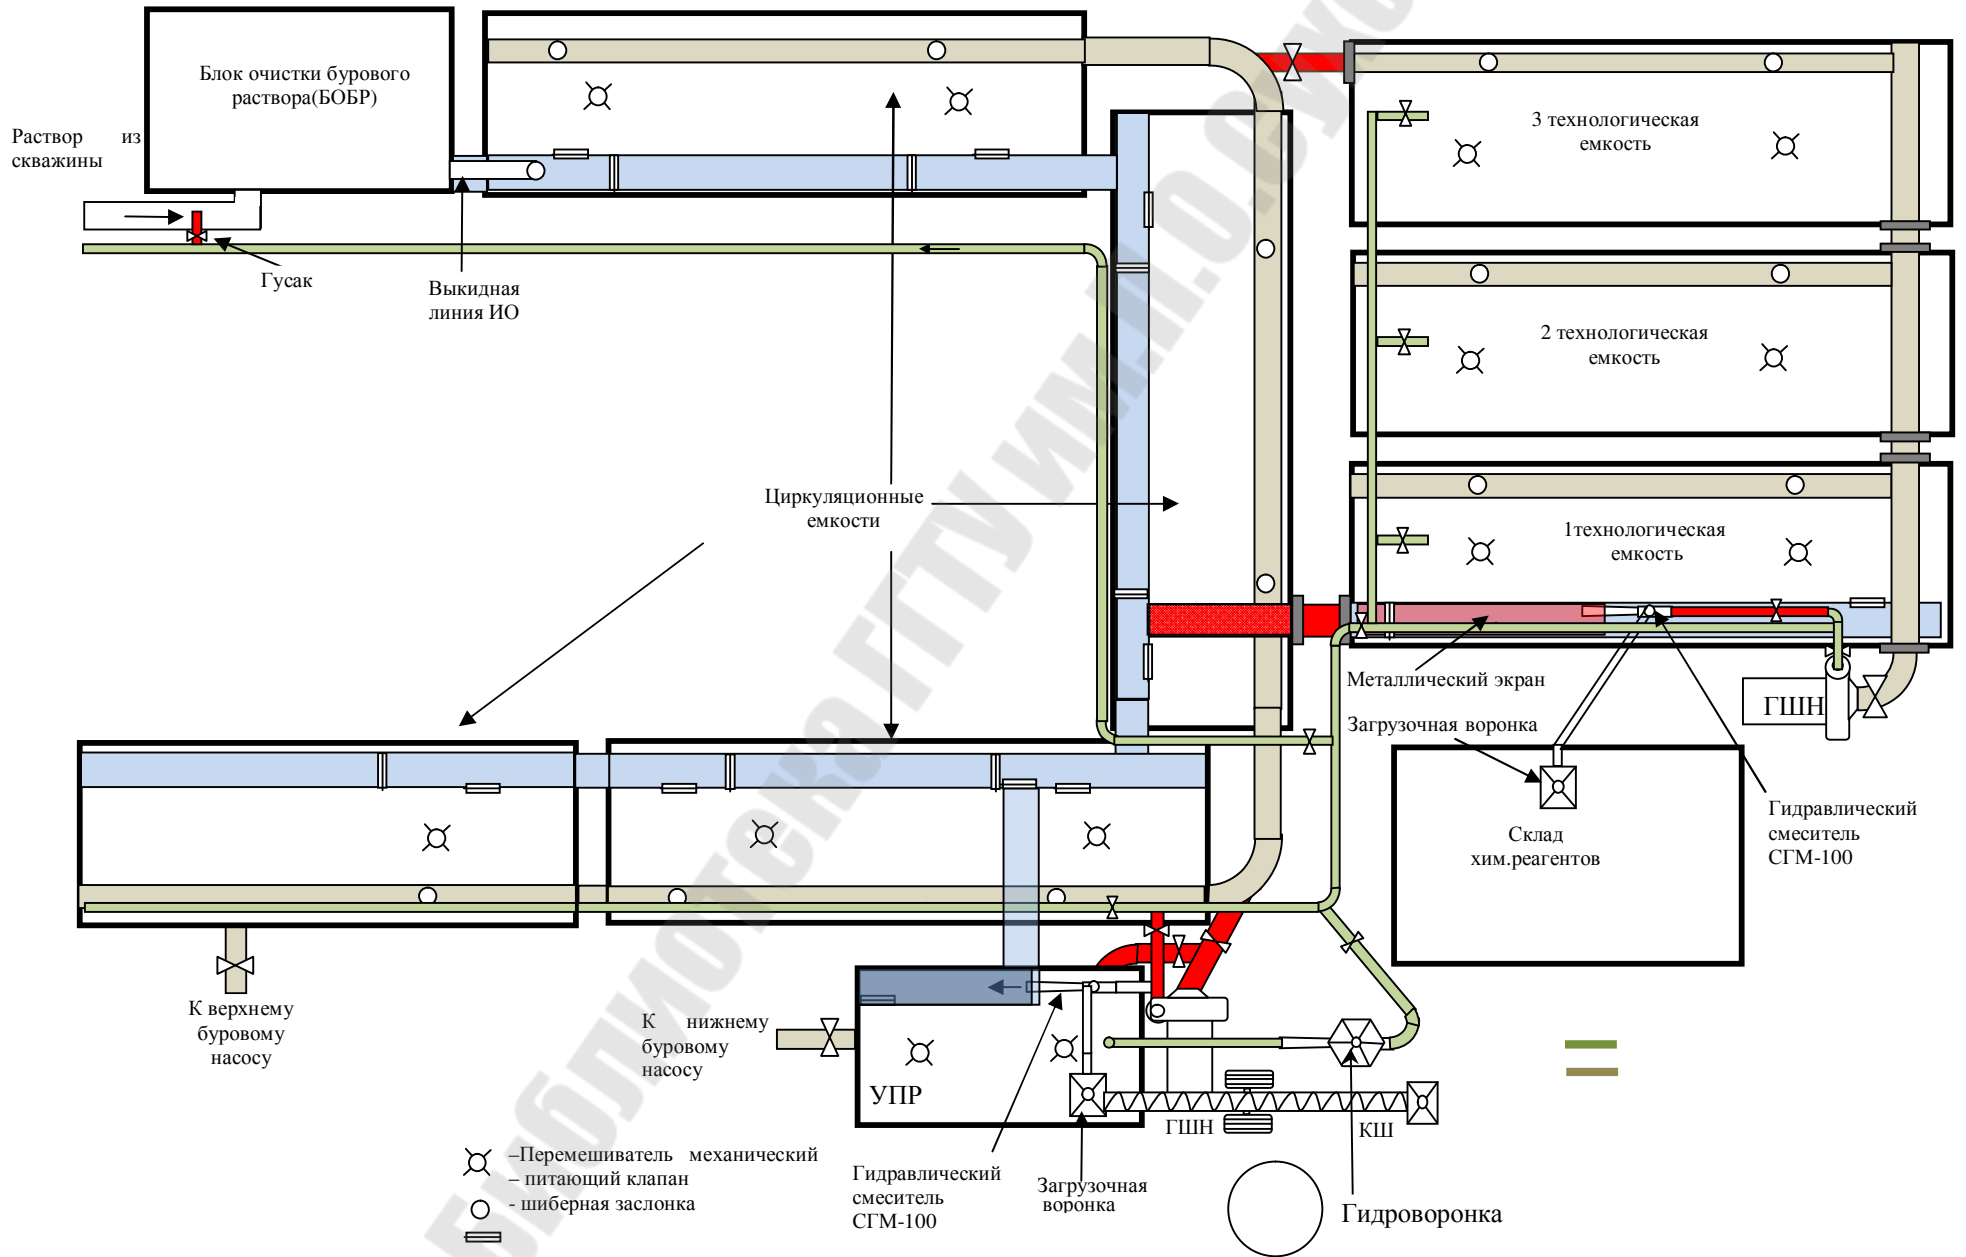 Блок очистки бурового
раствора(БОБР)
Раствор из
скважины
Гусак
Выкидная
линия ИО
3 технологическая
емкость
2 технологическая
емкость
Циркуляционные
емкости
1технологическая
емкость
Металлический экран
ГШН
Загрузочная воронка
Склад
хим.реагентов
Гидравлический
смеситель
СГМ-100
К верхнему
буровому
насосу
К нижнему
буровому
насосу
УПР
ГШН
КШ
–Перемешиватель механический
– питающий клапан
- шиберная заслонка
Гидравлический
смеситель
СГМ-100
Загрузочная
воронка
Гидроворонка